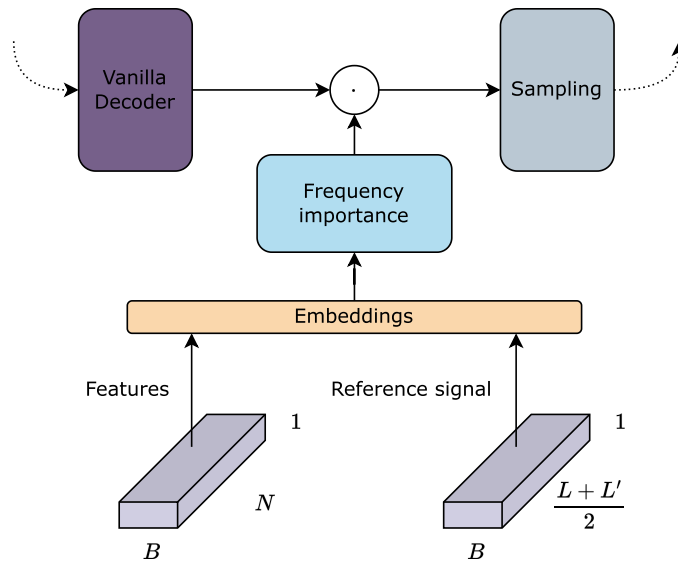 Vanilla
Decoder
·
Sampling
Frequency
importance
Embeddings
Features
Reference signal
1
1
N
L + L′
2
B
B